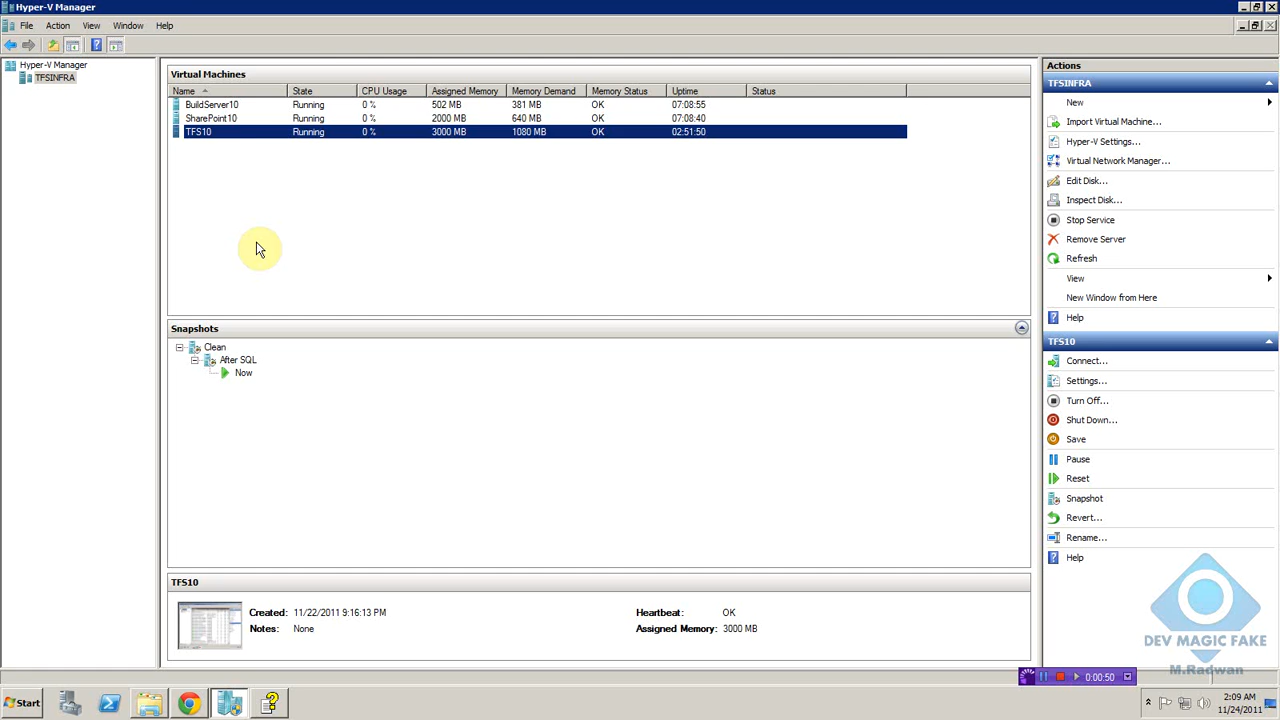 Hyper-V Manager
File Action View Window Help
Hyper-V Manager
TFSINFRA
Virtual Machines
Name State CPU Usage Assigned Memory Memory Demand Memory Status Uptime Status
BuildServer10 Running 0 % 502 MB 381 MB OK 07:08:55
SharePoint10 Running 0 % 2000 MB 640 MB OK 07:08:40
TFS10 Running 0 % 3000 MB 1080 MB OK 02:51:50
Snapshots
Clean
After SQL
Now
TFS10
Created: 11/22/2011 9:16:13 PM Heartbeat: OK
Notes: None Assigned Memory: 3000 MB
Actions
TFSINFRA
New
Import Virtual Machine...
Hyper-V Settings...
Virtual Network Manager...
Edit Disk...
Inspect Disk...
Stop Service
Remove Server
Refresh
View
New Window from Here
Help
TFS10
Connect...
Settings...
Turn Off...
Shut Down...
Save
Pause
Reset
Snapshot
Revert...
Rename...
Help
DEV MAGIC FAKE
M.Radwan
0:00:50
Start
2:09 AM
11/24/2011